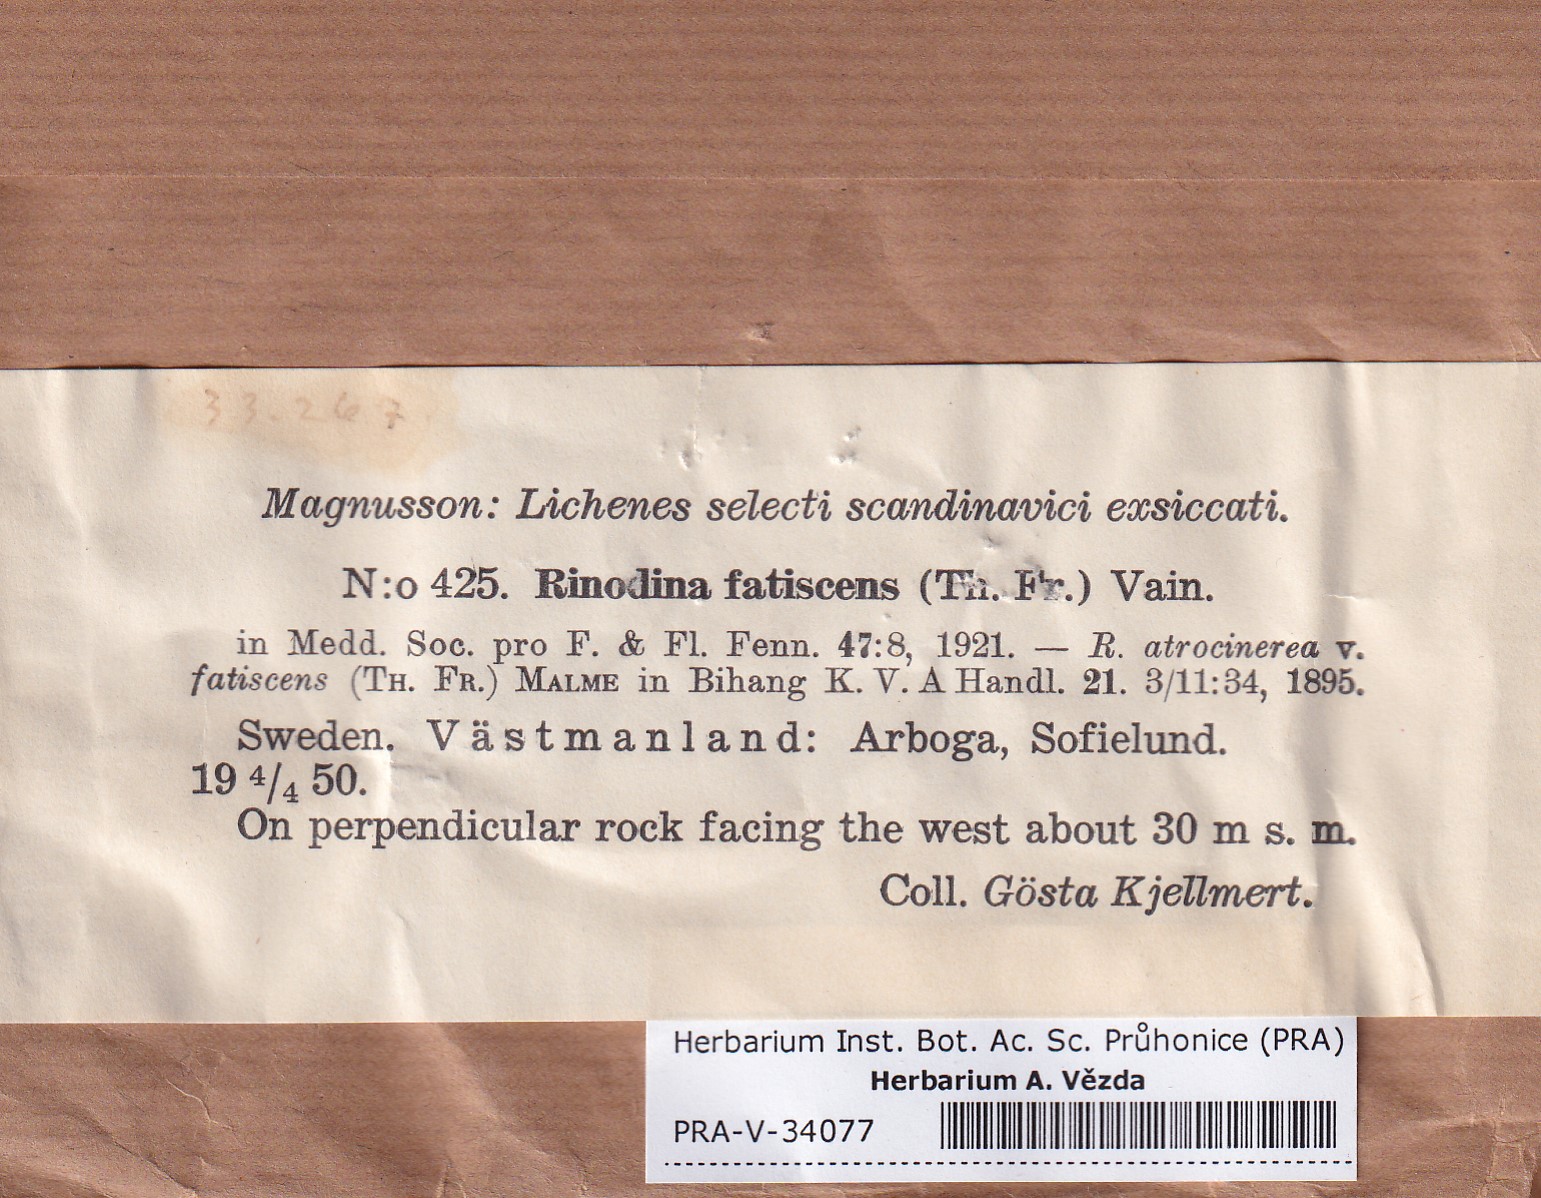 33.267
Magnusson: Lichenes selecti scandinavici exsiccati.
N:o 425. Rinodina fatiscens (Th. Fr.) Vain.
in Medd. Soc. pro F. & Fl. Fenn. 47:8, 1921. — R. atrocinerea v.
fatiscens (TH. FR.) MALME in Bihang K. V. A Handl. 21. 3/11:34, 1895.
Sweden. Västmanland: Arboga, Sofielund.
19 4/4 50.
On perpendicular rock facing the west about 30 m s. m.
Coll. Gösta Kjellmert.
Herbarium Inst. Bot. Ac. Sc. Průhonice (PRA)
Herbarium A. Vězda
PRA-V-34077